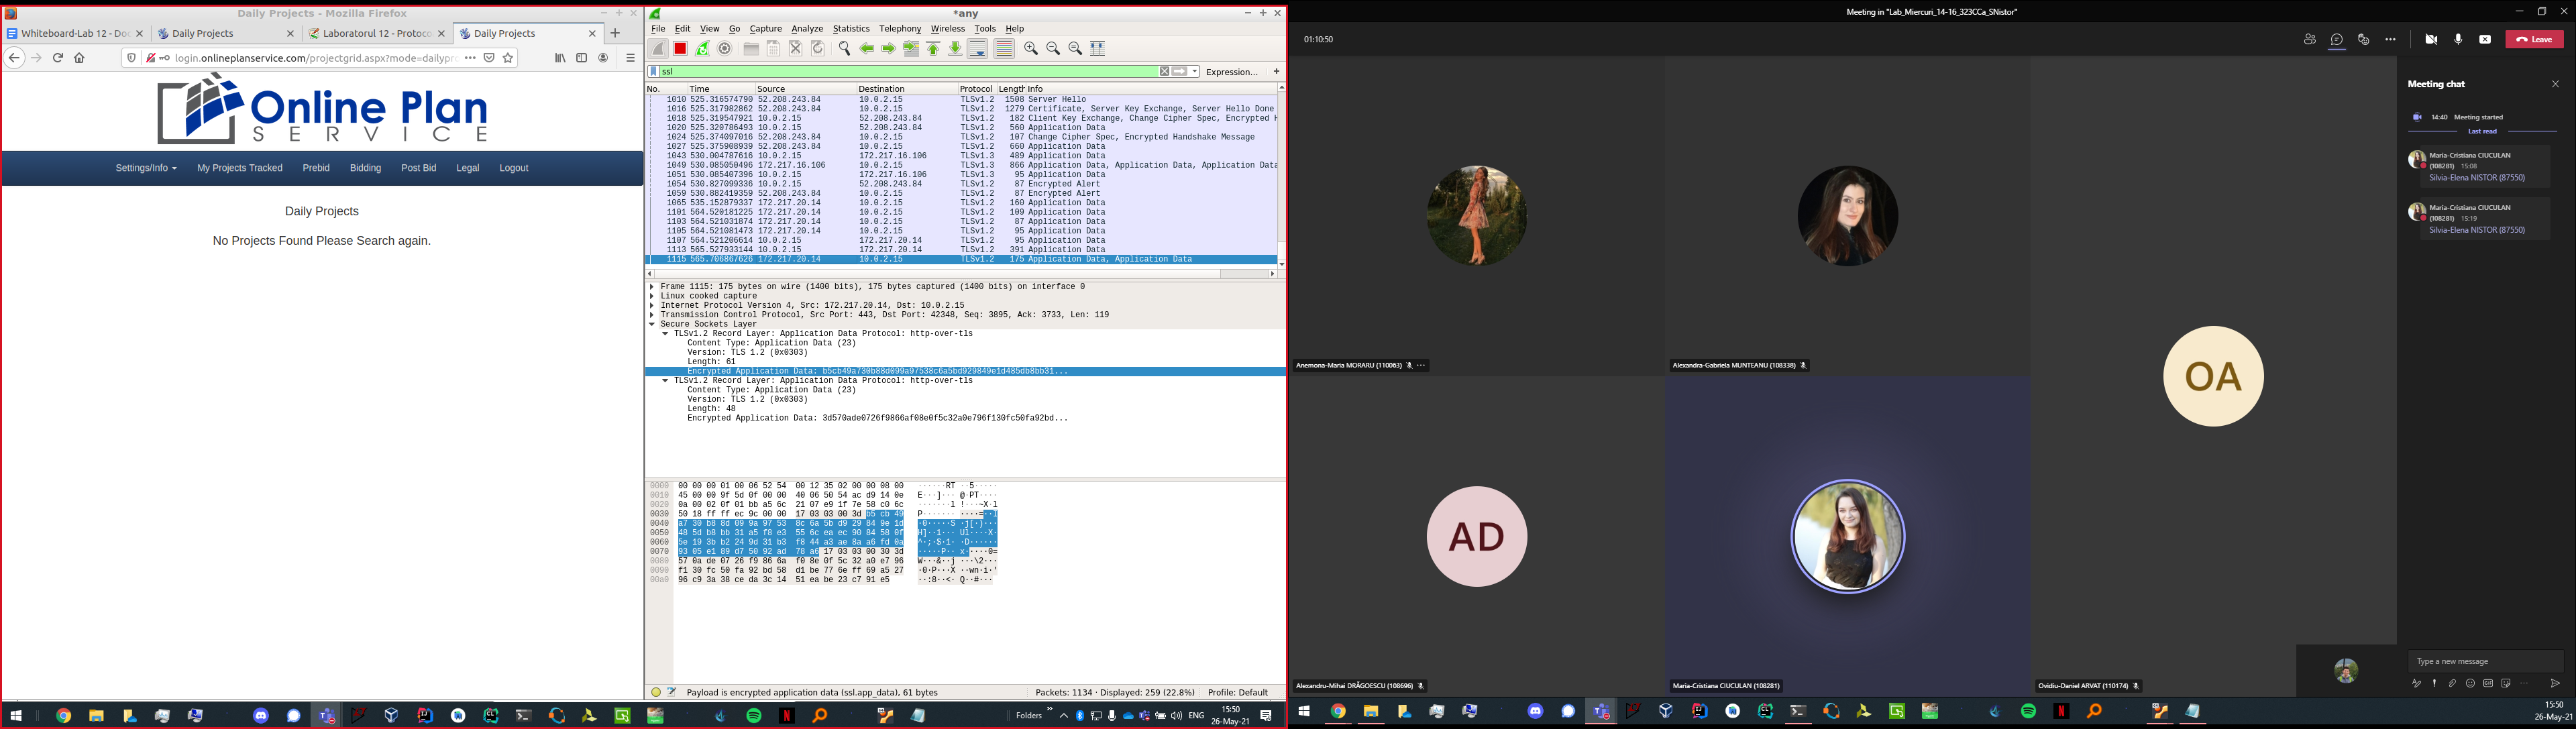 Daily Projects - Mozilla Firefox
Whiteboard-Lab 12 - Doc
Daily Projects
Laboratorul 12 - Protoco
Daily Projects
login.onlineplanservice.com/projectgrid.aspx?mode=dailypro
Online Plan
SERVICE
Settings/Info
My Projects Tracked
Prebid
Bidding
Post Bid
Legal
Logout
Daily Projects
No Projects Found Please Search again.
*any
File Edit View Go Capture Analyze Statistics Telephony Wireless Tools Help
ssl
Expression...
No. Time Source Destination Protocol Length Info
1010 525.316574790 52.208.243.84 10.0.2.15 TLSv1.2 1508 Server Hello
1016 525.317982862 52.208.243.84 10.0.2.15 TLSv1.2 1279 Certificate, Server Key Exchange, Server Hello Done
1018 525.319547921 10.0.2.15 52.208.243.84 TLSv1.2 182 Client Key Exchange, Change Cipher Spec, Encrypted H
1020 525.320786493 10.0.2.15 52.208.243.84 TLSv1.2 560 Application Data
1024 525.374097016 52.208.243.84 10.0.2.15 TLSv1.2 107 Change Cipher Spec, Encrypted Handshake Message
1027 525.375908939 52.208.243.84 10.0.2.15 TLSv1.2 660 Application Data
1043 530.004787616 10.0.2.15 172.217.16.106 TLSv1.3 489 Application Data
1049 530.085050496 172.217.16.106 10.0.2.15 TLSv1.3 866 Application Data, Application Data, Application Data
1051 530.085407396 10.0.2.15 172.217.16.106 TLSv1.3 95 Application Data
1054 530.827099336 10.0.2.15 52.208.243.84 TLSv1.2 87 Encrypted Alert
1059 530.882419359 52.208.243.84 10.0.2.15 TLSv1.2 87 Encrypted Alert
1065 535.152879337 172.217.20.14 10.0.2.15 TLSv1.2 160 Application Data
1101 564.520181225 172.217.20.14 10.0.2.15 TLSv1.2 109 Application Data
1103 564.521031874 172.217.20.14 10.0.2.15 TLSv1.2 87 Application Data
1105 564.521081473 172.217.20.14 10.0.2.15 TLSv1.2 95 Application Data
1107 564.521206614 10.0.2.15 172.217.20.14 TLSv1.2 95 Application Data
1113 565.527933144 10.0.2.15 172.217.20.14 TLSv1.2 391 Application Data
1115 565.706867626 172.217.20.14 10.0.2.15 TLSv1.2 175 Application Data, Application Data
Frame 1115: 175 bytes on wire (1400 bits), 175 bytes captured (1400 bits) on interface 0
Linux cooked capture
Internet Protocol Version 4, Src: 172.217.20.14, Dst: 10.0.2.15
Transmission Control Protocol, Src Port: 443, Dst Port: 42348, Seq: 3895, Ack: 3733, Len: 119
Secure Sockets Layer
TLSv1.2 Record Layer: Application Data Protocol: http-over-tls
Content Type: Application Data (23)
Version: TLS 1.2 (0x0303)
Length: 61
Encrypted Application Data: b5cb49a730b88d099a97538c6a5bd929849e1d485db8bb31...
TLSv1.2 Record Layer: Application Data Protocol: http-over-tls
Content Type: Application Data (23)
Version: TLS 1.2 (0x0303)
Length: 48
Encrypted Application Data: 3d570ade0726f9866af08e0f5c32a0e796f130fc50fa92bd...
0000 00 00 00 01 00 06 52 54 00 12 35 02 00 00 08 00
0010 45 00 00 9f 5d 0f 00 00 40 06 50 54 ac d9 14 0e
0020 0a 00 02 0f 01 bb a5 6c 21 07 e9 1f 7e 58 c0 6c
0030 50 18 ff ff ec 9c 00 00 17 03 03 00 3d b5 cb 49
0040 a7 30 b8 8d 09 9a 97 53 8c 6a 5b d9 29 84 9e 1d
0050 48 5d b8 bb 31 a5 f8 e3 55 6c ea ec 90 84 58 0f
0060 5e 19 3b b2 24 9d 31 b3 f8 44 a3 ae 8a a6 fd 0a
0070 93 05 e1 89 d7 50 92 ad 78 a6 17 03 03 00 30 3d
0080 57 0a de 07 26 f9 86 6a f0 8e 0f 5c 32 a0 e7 96
0090 f1 30 fc 50 fa 92 bd 58 d1 be 77 6e ff 69 a5 27
00a0 96 c9 3a 38 ce da 3c 14 51 ea be 23 c7 91 e5
Payload is encrypted application data (ssl.app_data), 61 bytes
Packets: 1134 · Displayed: 259 (22.8%)
Profile: Default
Folders
ENG
15:50
26-May-21
Meeting in "Lab_Miercuri_14-16_323CCa_SNistor"
01:10:50
Leave
Anemona-Maria MORARU (110063)
Alexandra-Gabriela MUNTEANU (108338)
OA
AD
Alexandru-Mihai DRĂGOESCU (108696)
Maria-Cristiana CIUCULAN (108281)
Ovidiu-Daniel ARVAT (110174)
Meeting chat
14:40 Meeting started
Last read
Maria-Cristiana CIUCULAN
(108281) 15:08
Silvia-Elena NISTOR (87550)
Maria-Cristiana CIUCULAN
(108281) 15:19
Silvia-Elena NISTOR (87550)
Type a new message
15:50
26-May-21